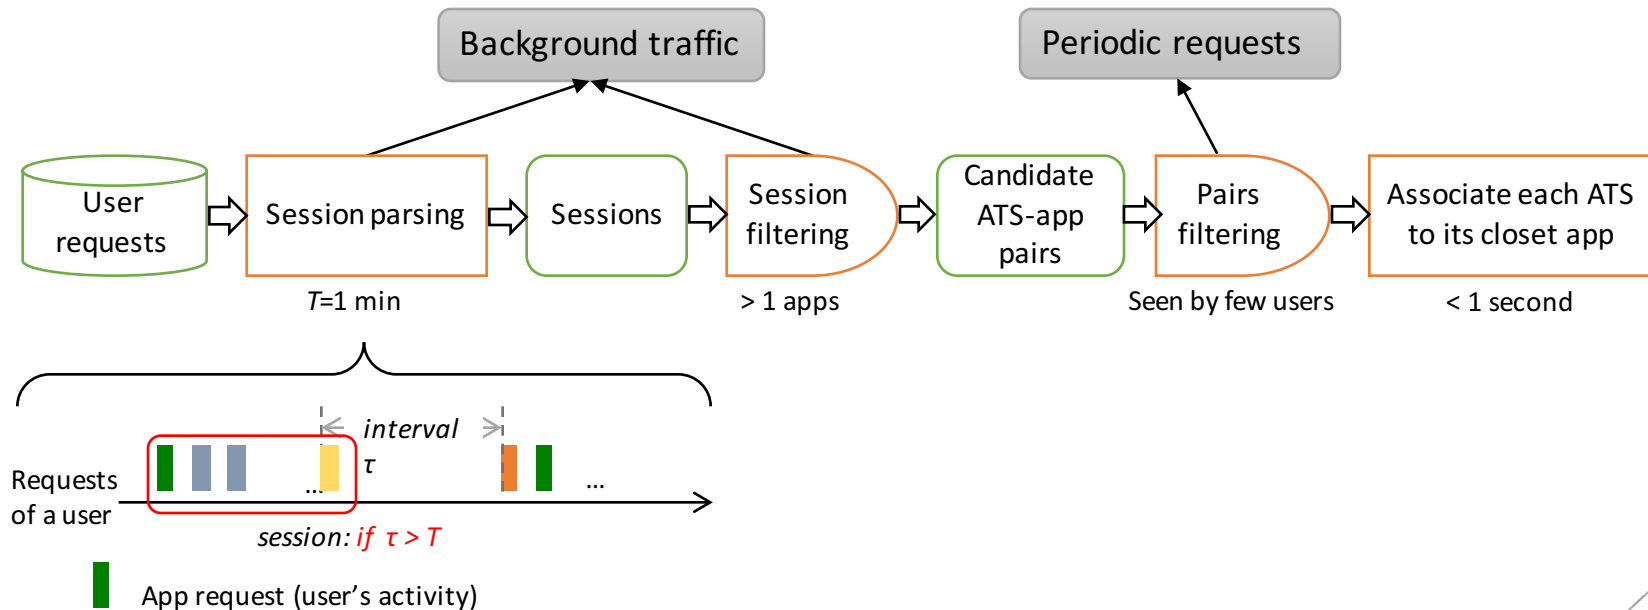 Background traffic
Periodic requests
User
requests
Session parsing
Sessions
Session
filtering
Candidate
ATS-app
pairs
Pairs
filtering
Associate each ATS
to its closet app
T=1 min
> 1 apps
Seen by few users
< 1 second
interval
τ
Requests
of a user
...
...
session: if τ > T
App request (user's activity)